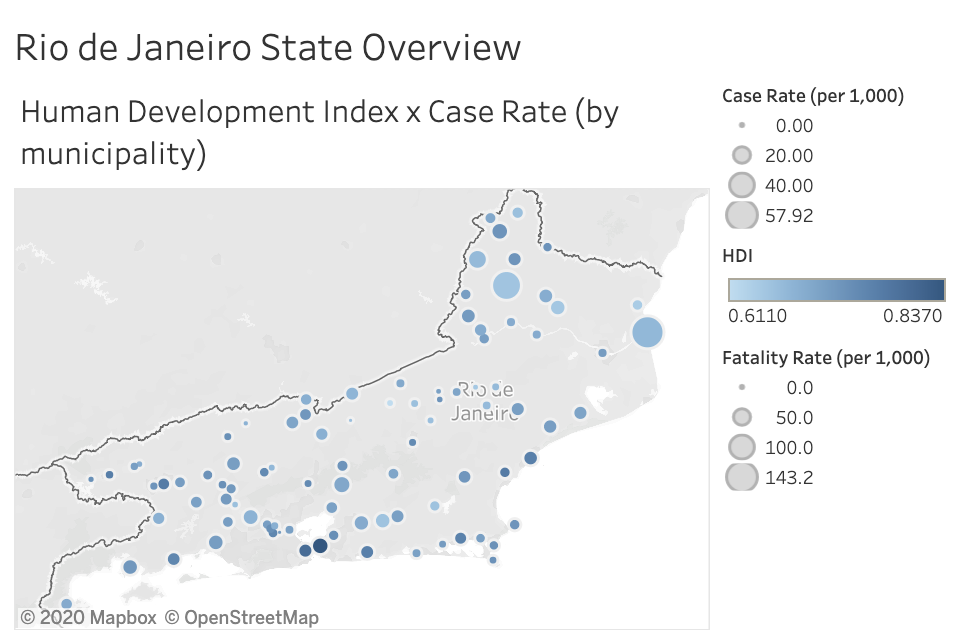 Rio de Janeiro State Overview
Human Development Index x Case Rate (by
municipality)
Case Rate (per 1,000)
0.00
20.00
40.00
57.92
HDI
0.6110
0.8370
Fatality Rate (per 1,000)
0.0
50.0
100.0
143.2
Rio de
Janeiro
© 2020 Mapbox © OpenStreetMap